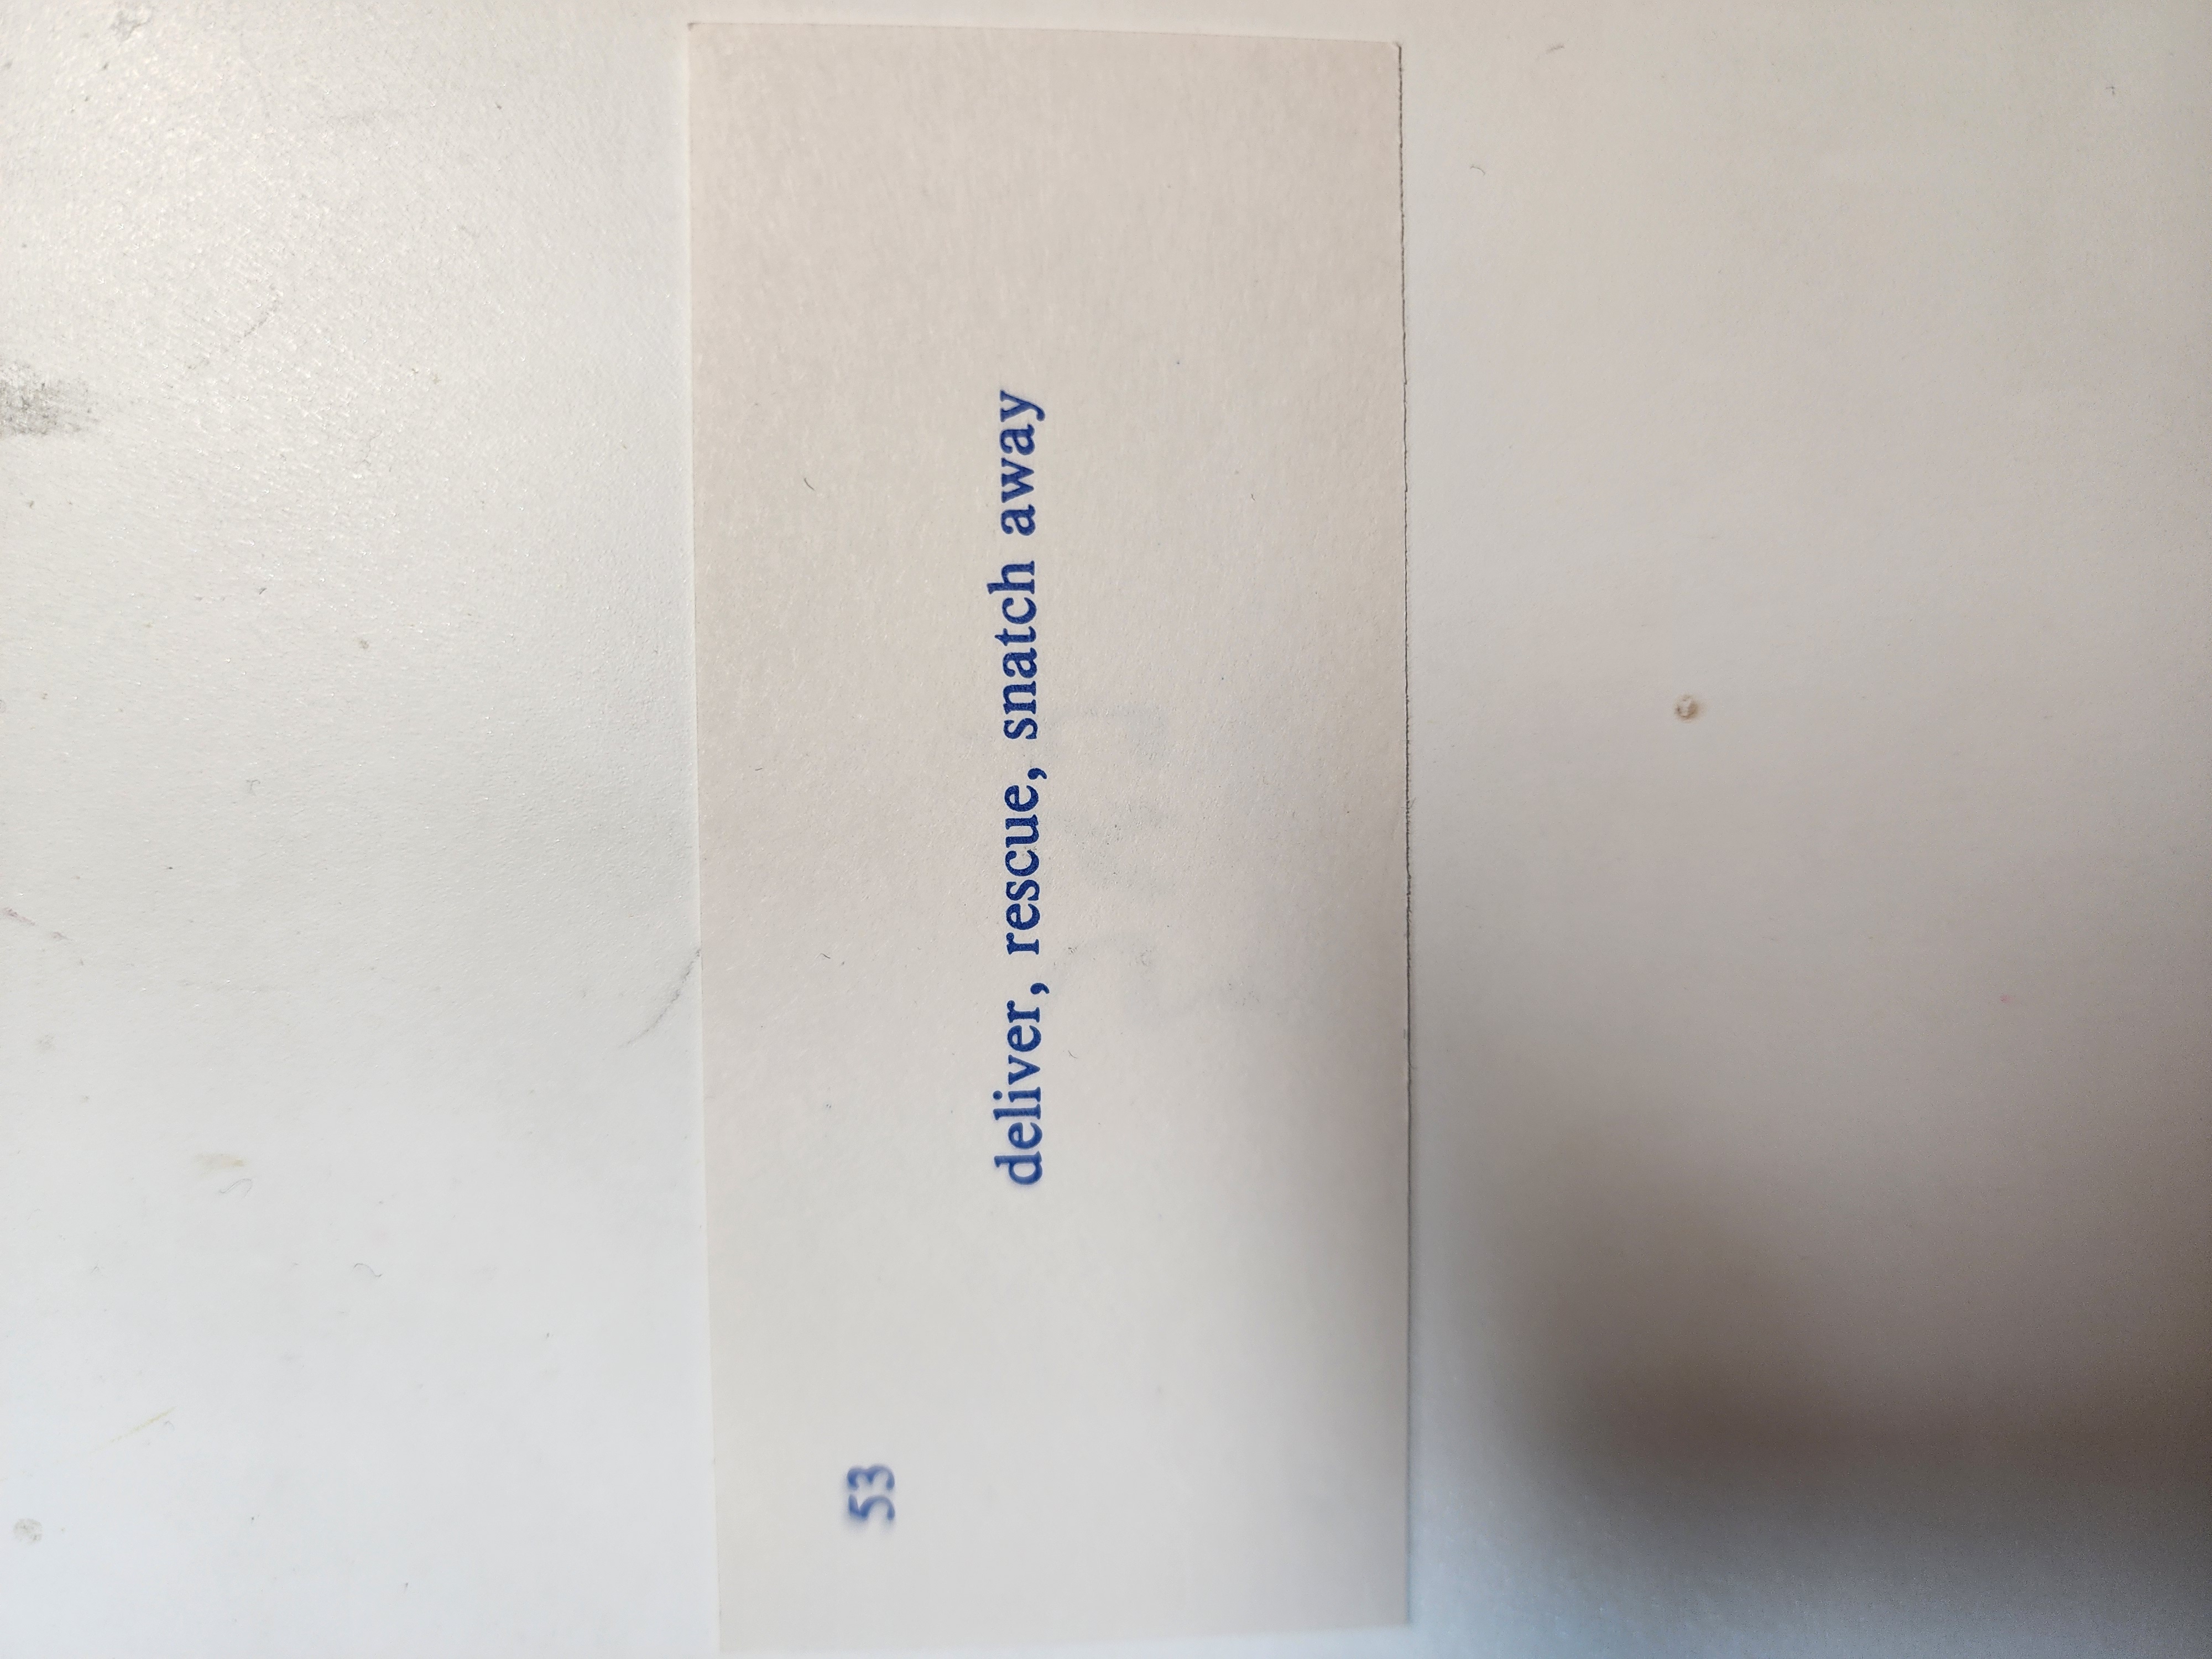 53
deliver, rescue, snatch away